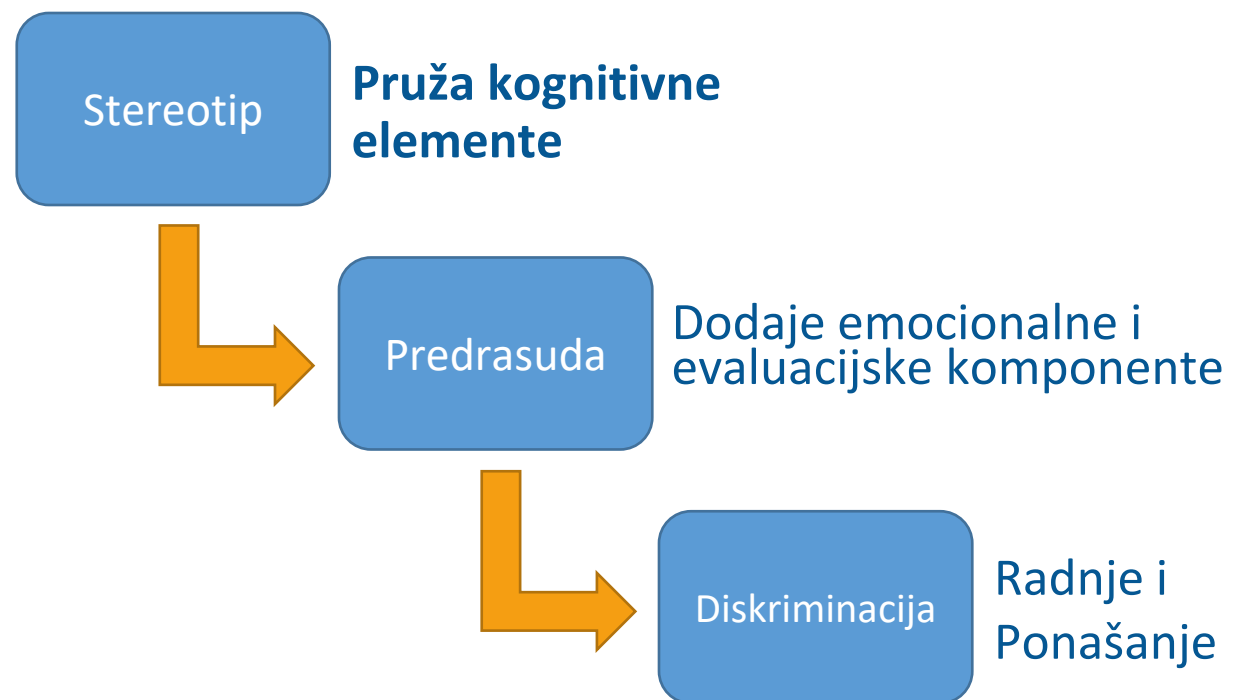 Stereotip
Pruža kognitivne
elemente
Predrasuda
Dodaje emocionalne i
evaluacijske komponente
Diskriminacija
Radnje i
Ponašanje